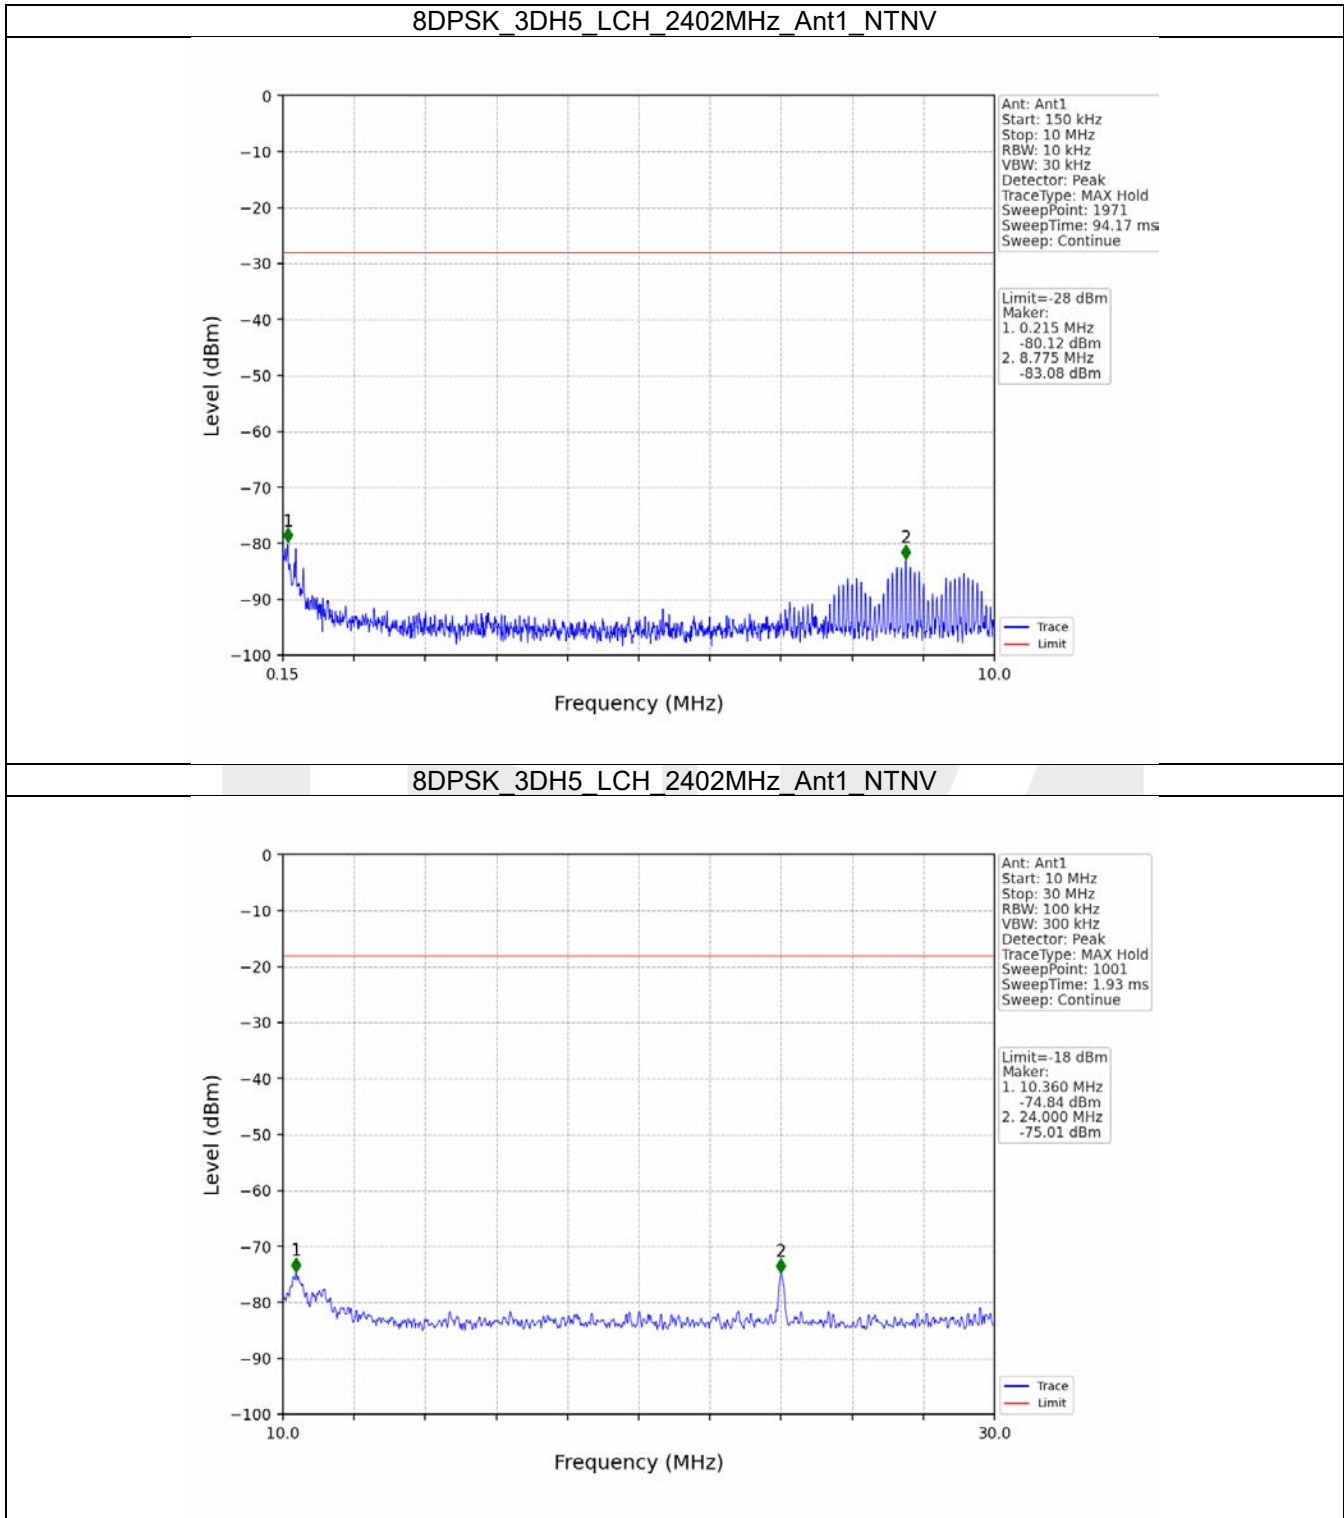 8DPSK_3DH5_LCH_2402MHz_Ant1_NTNV
0
−10
−20
−30
−40
−50
−60
−70
−80
−90
−100
Level (dBm)
1
2
0.15
10.0
Frequency (MHz)
Ant: Ant1
Start: 150 kHz
Stop: 10 MHz
RBW: 10 kHz
VBW: 30 kHz
Detector: Peak
TraceType: MAX Hold
SweepPoint: 1971
SweepTime: 94.17 ms
Sweep: Continue
Limit=-28 dBm
Maker:
1. 0.215 MHz
-80.12 dBm
2. 8.775 MHz
-83.08 dBm
Trace
Limit
8DPSK_3DH5_LCH_2402MHz_Ant1_NTNV
0
−10
−20
−30
−40
−50
−60
−70
−80
−90
−100
Level (dBm)
1
2
10.0
30.0
Frequency (MHz)
Ant: Ant1
Start: 10 MHz
Stop: 30 MHz
RBW: 100 kHz
VBW: 300 kHz
Detector: Peak
TraceType: MAX Hold
SweepPoint: 1001
SweepTime: 1.93 ms
Sweep: Continue
Limit=-18 dBm
Maker:
1. 10.360 MHz
-74.84 dBm
2. 24.000 MHz
-75.01 dBm
Trace
Limit